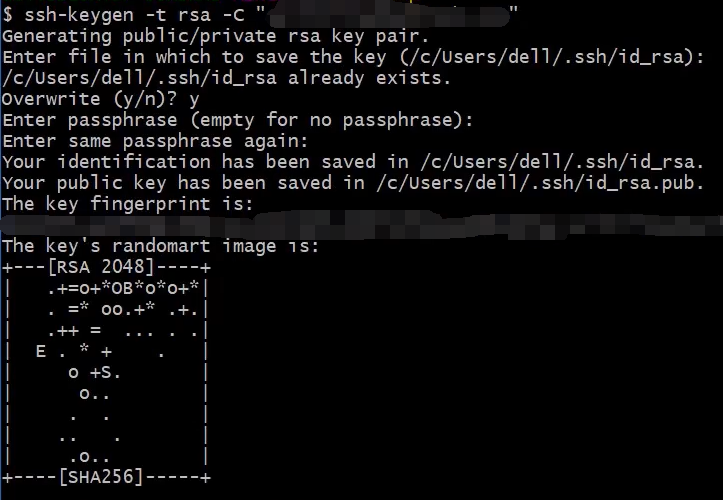 $ ssh-keygen -t rsa -C "                    "
Generating public/private rsa key pair.
Enter file in which to save the key (/c/Users/dell/.ssh/id_rsa):
/c/Users/dell/.ssh/id_rsa already exists.
Overwrite (y/n)? y
Enter passphrase (empty for no passphrase):
Enter same passphrase again:
Your identification has been saved in /c/Users/dell/.ssh/id_rsa.
Your public key has been saved in /c/Users/dell/.ssh/id_rsa.pub.
The key fingerprint is:
The key's randomart image is:
+---[RSA 2048]----+
|   .+=o+*OB*o*o+*|
|   . =* oo.+* .+.|
|   .++ =  ... . .|
|  E . * +    .   |
|     o +S.       |
|      o..        |
|     .  .        |
|    ..   .       |
|     .o..        |
+----[SHA256]-----+